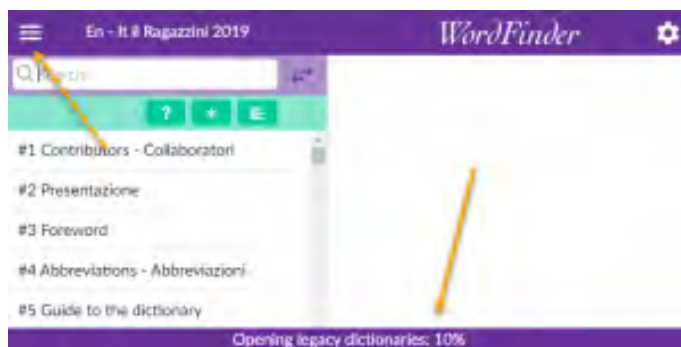 En - It il Ragazzini 2019
WordFinder
#1 Contributors - Collaboratori
#2 Presentazione
#3 Foreword
#4 Abbreviations - Abbreviazioni
#5 Guide to the dictionary
Opening legacy dictionaries: 10%